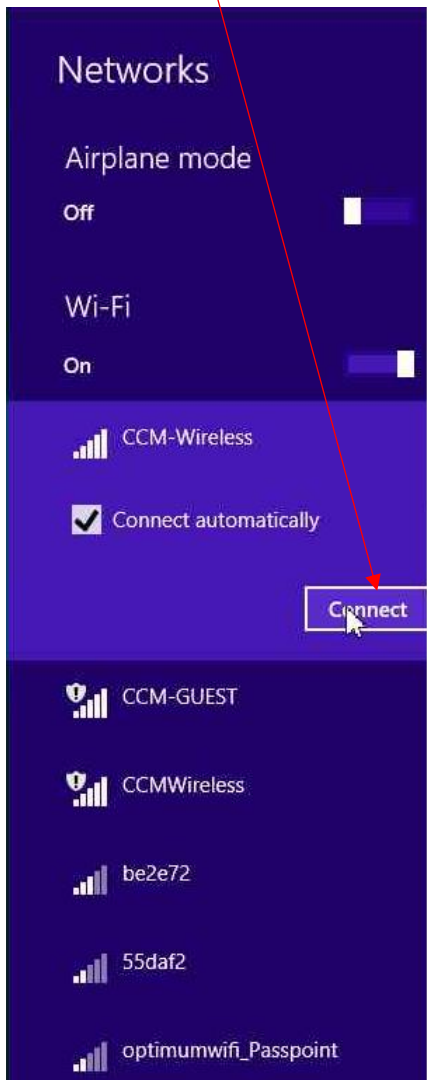 Networks
Airplane mode
Off
Wi-Fi
On
CCM-Wireless
Connect automatically
Connect
CCM-GUEST
CCMWireless
be2e72
55daf2
optimumwifi_Passpoint